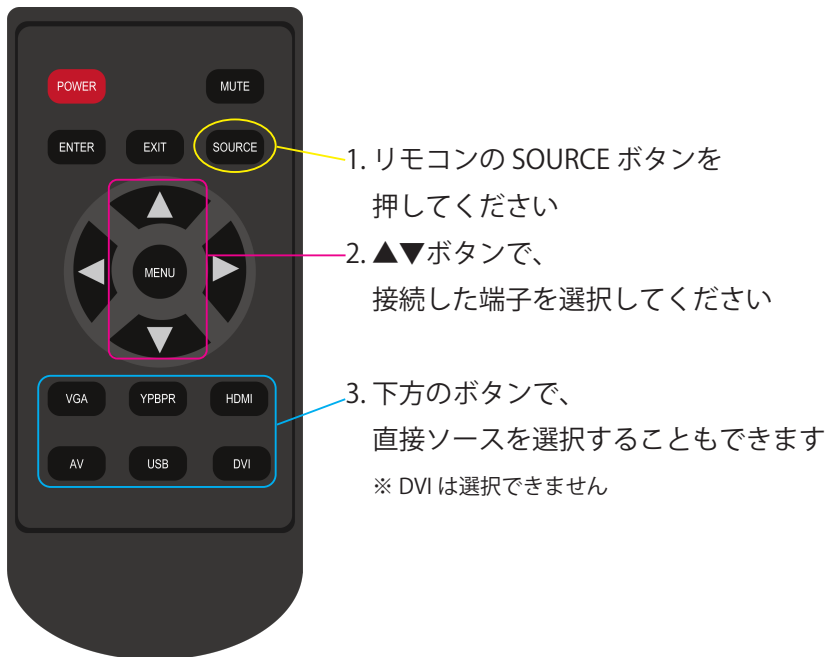 POWER MUTE
ENTER EXIT SOURCE
MENU
VGA YPBPR HDMI
AV USB DVI
1. リモコンの SOURCE ボタンを
押してください
2. ▲▼ボタンで、
接続した端子を選択してください
3. 下方のボタンで、
直接ソースを選択することもできます
※ DVI は選択できません